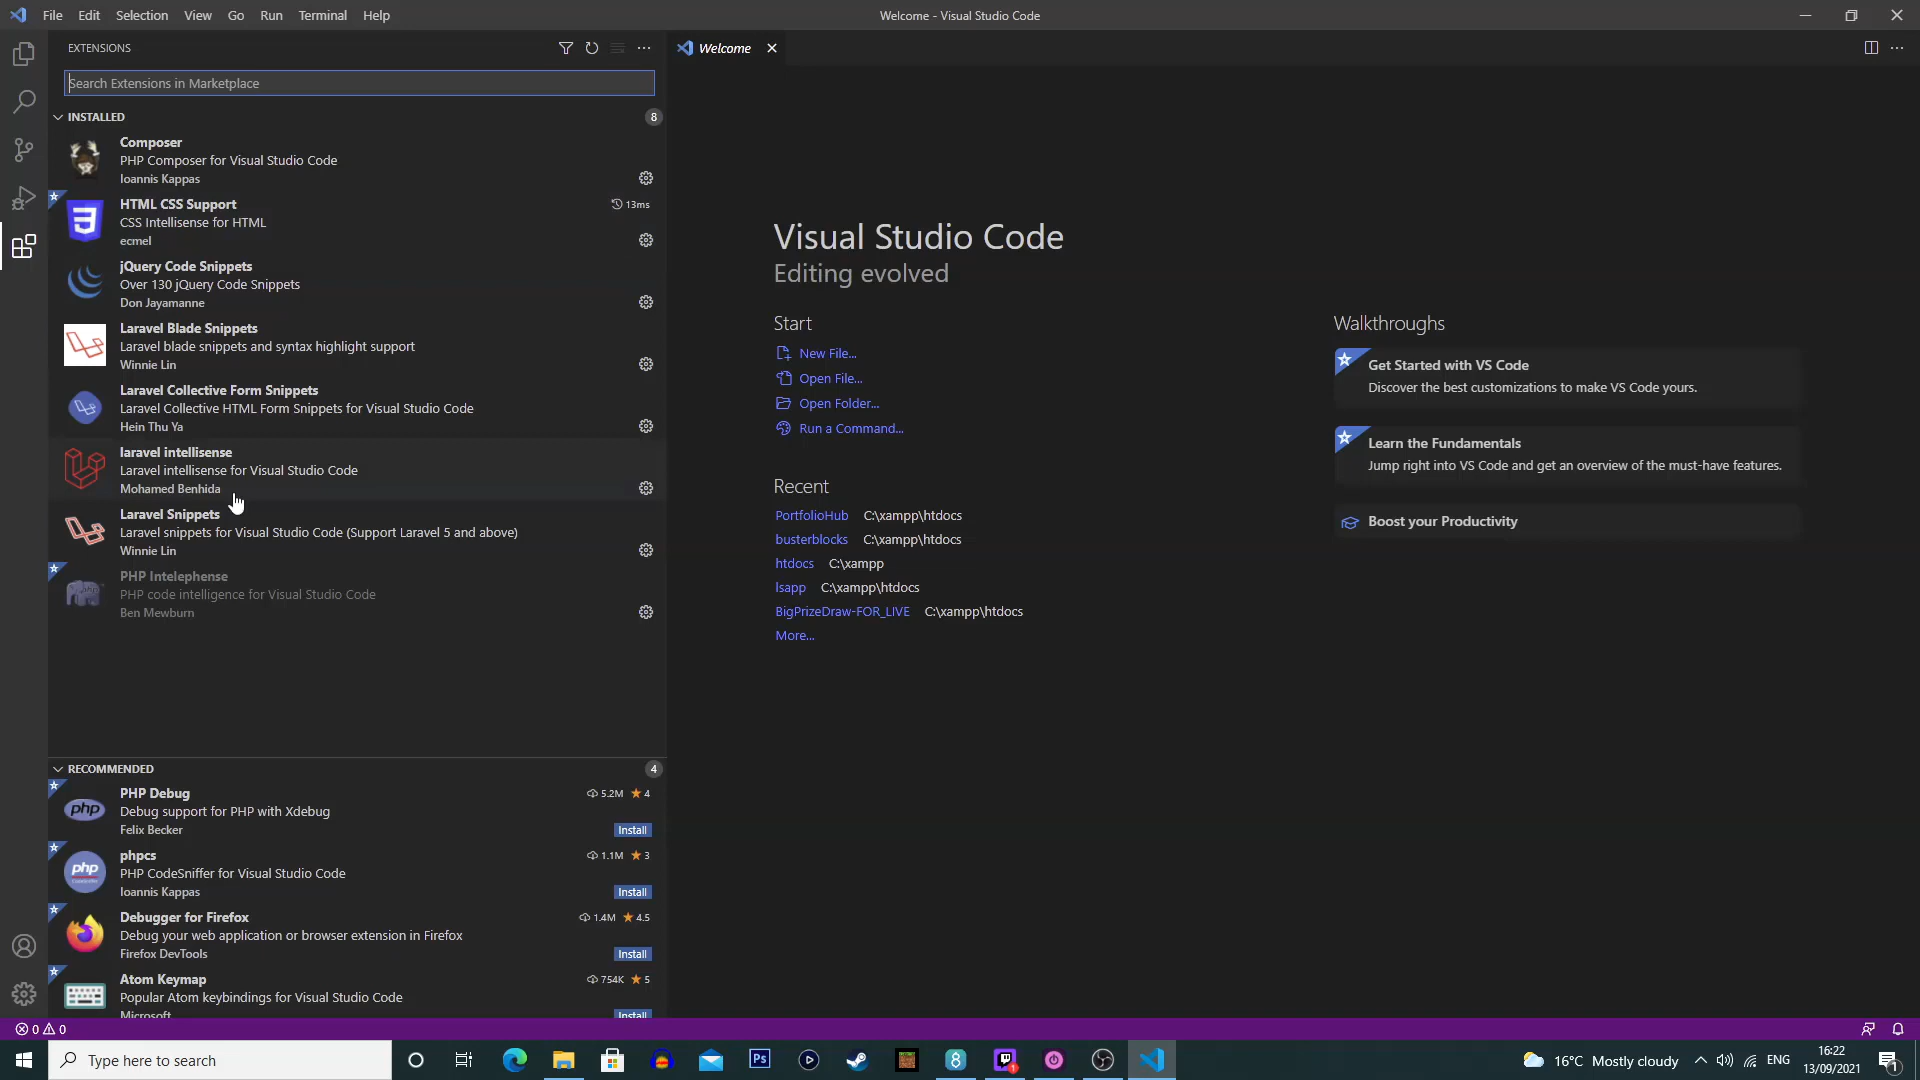 File Edit Selection View Go Run Terminal Help
Welcome - Visual Studio Code
EXTENSIONS
Welcome
Search Extensions in Marketplace
INSTALLED 8
Composer
PHP Composer for Visual Studio Code
Ioannis Kappas
HTML CSS Support 13ms
CSS Intellisense for HTML
ecmel
jQuery Code Snippets
Over 130 jQuery Code Snippets
Don Jayamanne
Laravel Blade Snippets
Laravel blade snippets and syntax highlight support
Winnie Lin
Laravel Collective Form Snippets
Laravel Collective HTML Form Snippets for Visual Studio Code
Hein Thu Ya
laravel intellisense
Laravel intellisense for Visual Studio Code
Mohamed Benhida
Laravel Snippets
Laravel snippets for Visual Studio Code (Support Laravel 5 and above)
Winnie Lin
PHP Intelephense
PHP code intelligence for Visual Studio Code
Ben Mewburn
RECOMMENDED 4
PHP Debug 5.2M 4
Debug support for PHP with Xdebug
Felix Becker Install
phpcs 1.1M 3
PHP CodeSniffer for Visual Studio Code
Ioannis Kappas Install
Debugger for Firefox 1.4M 4.5
Debug your web application or browser extension in Firefox
Firefox DevTools Install
Atom Keymap 754K 5
Popular Atom keybindings for Visual Studio Code
Microsoft Install
php
php
Visual Studio Code
Editing evolved
Start
New File...
Open File...
Open Folder...
Run a Command...
Recent
PortfolioHub C:\xampp\htdocs
busterblocks C:\xampp\htdocs
htdocs C:\xampp
lsapp C:\xampp\htdocs
BigPrizeDraw-FOR_LIVE C:\xampp\htdocs
More...
Walkthroughs
Get Started with VS Code
Discover the best customizations to make VS Code yours.
Learn the Fundamentals
Jump right into VS Code and get an overview of the must-have features.
Boost your Productivity
0 0
Type here to search
Ps
8
1
16°C Mostly cloudy
ENG
16:22
13/09/2021
1